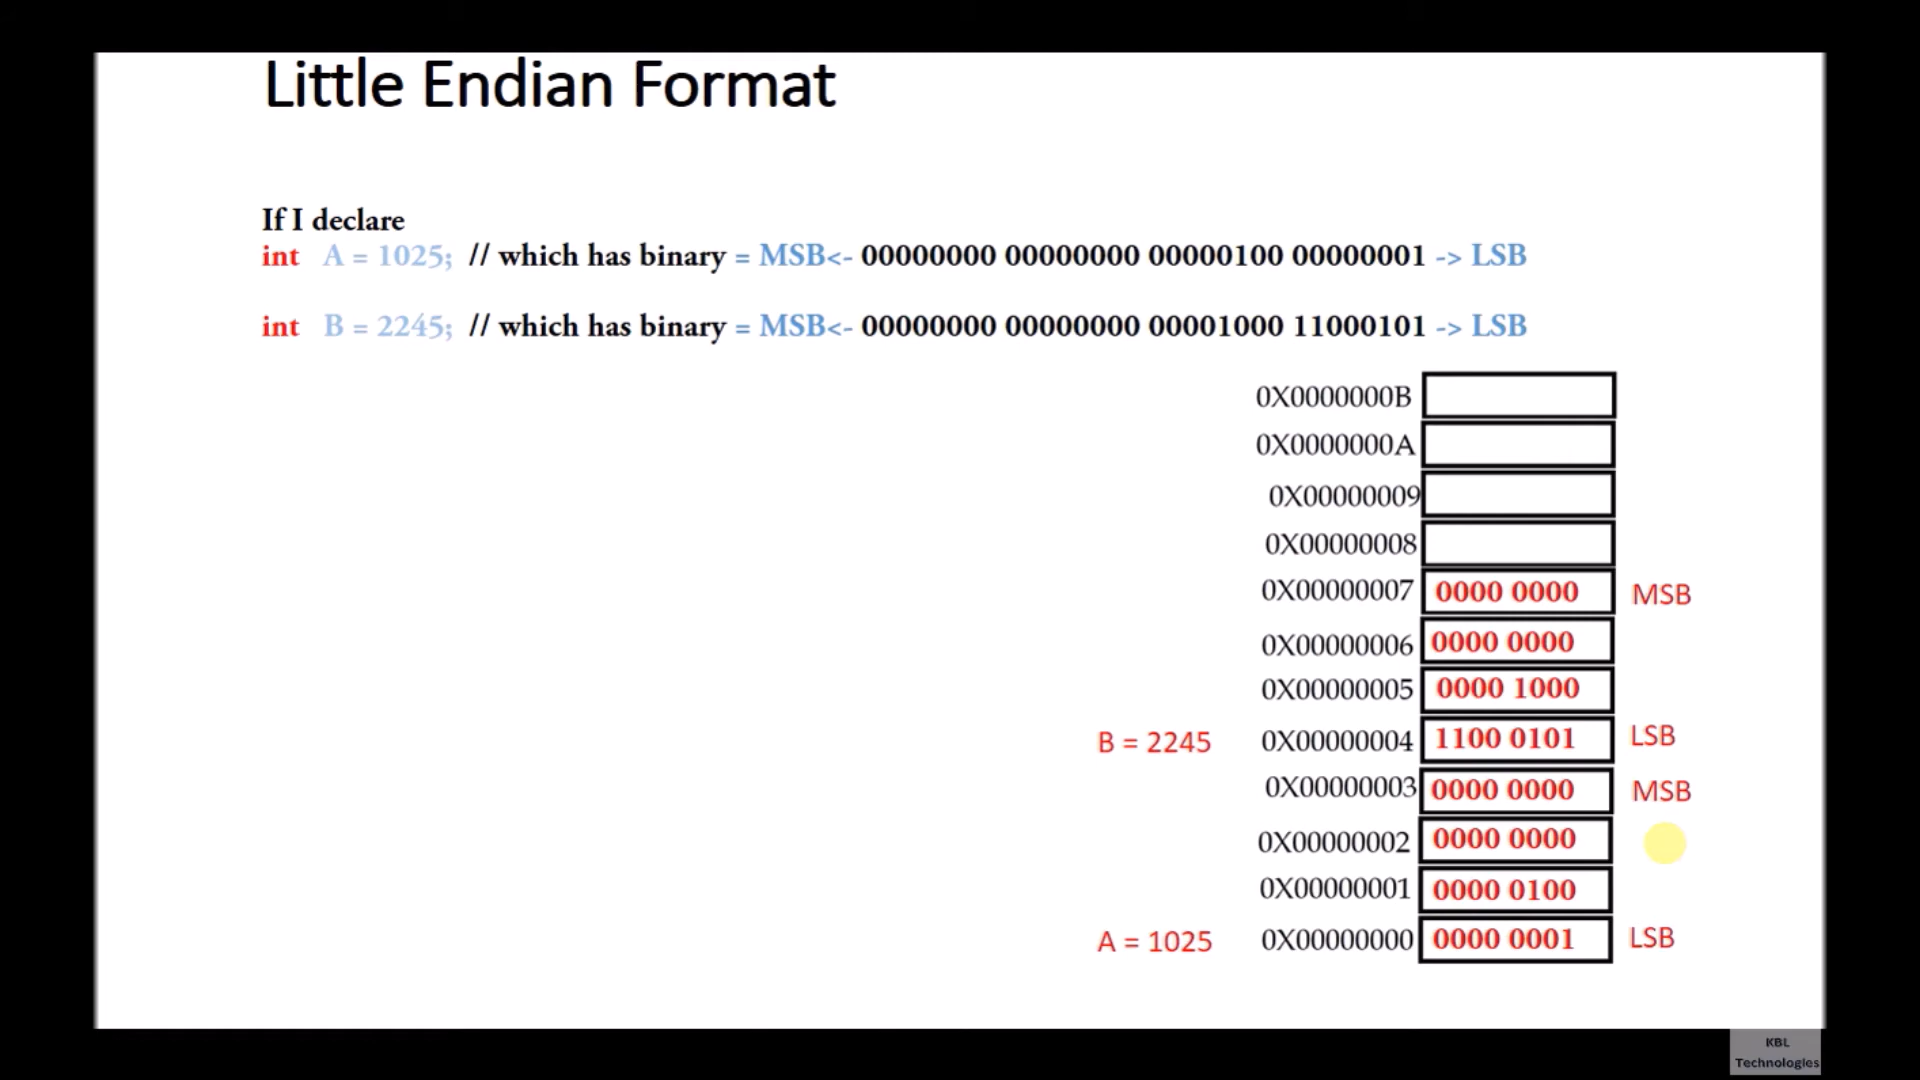 Little Endian Format
If I declare
int A = 1025; // which has binary = MSB<- 00000000 00000000 00000100 00000001 -> LSB
int B = 2245; // which has binary = MSB<- 00000000 00000000 00001000 11000101 -> LSB
0X0000000B
0X0000000A
0X00000009
0X00000008
0X00000007 0000 0000 MSB
0X00000006 0000 0000
0X00000005 0000 1000
B = 2245 0X00000004 1100 0101 LSB
0X00000003 0000 0000 MSB
0X00000002 0000 0000
0X00000001 0000 0100
A = 1025 0X00000000 0000 0001 LSB
KBL
Technologies